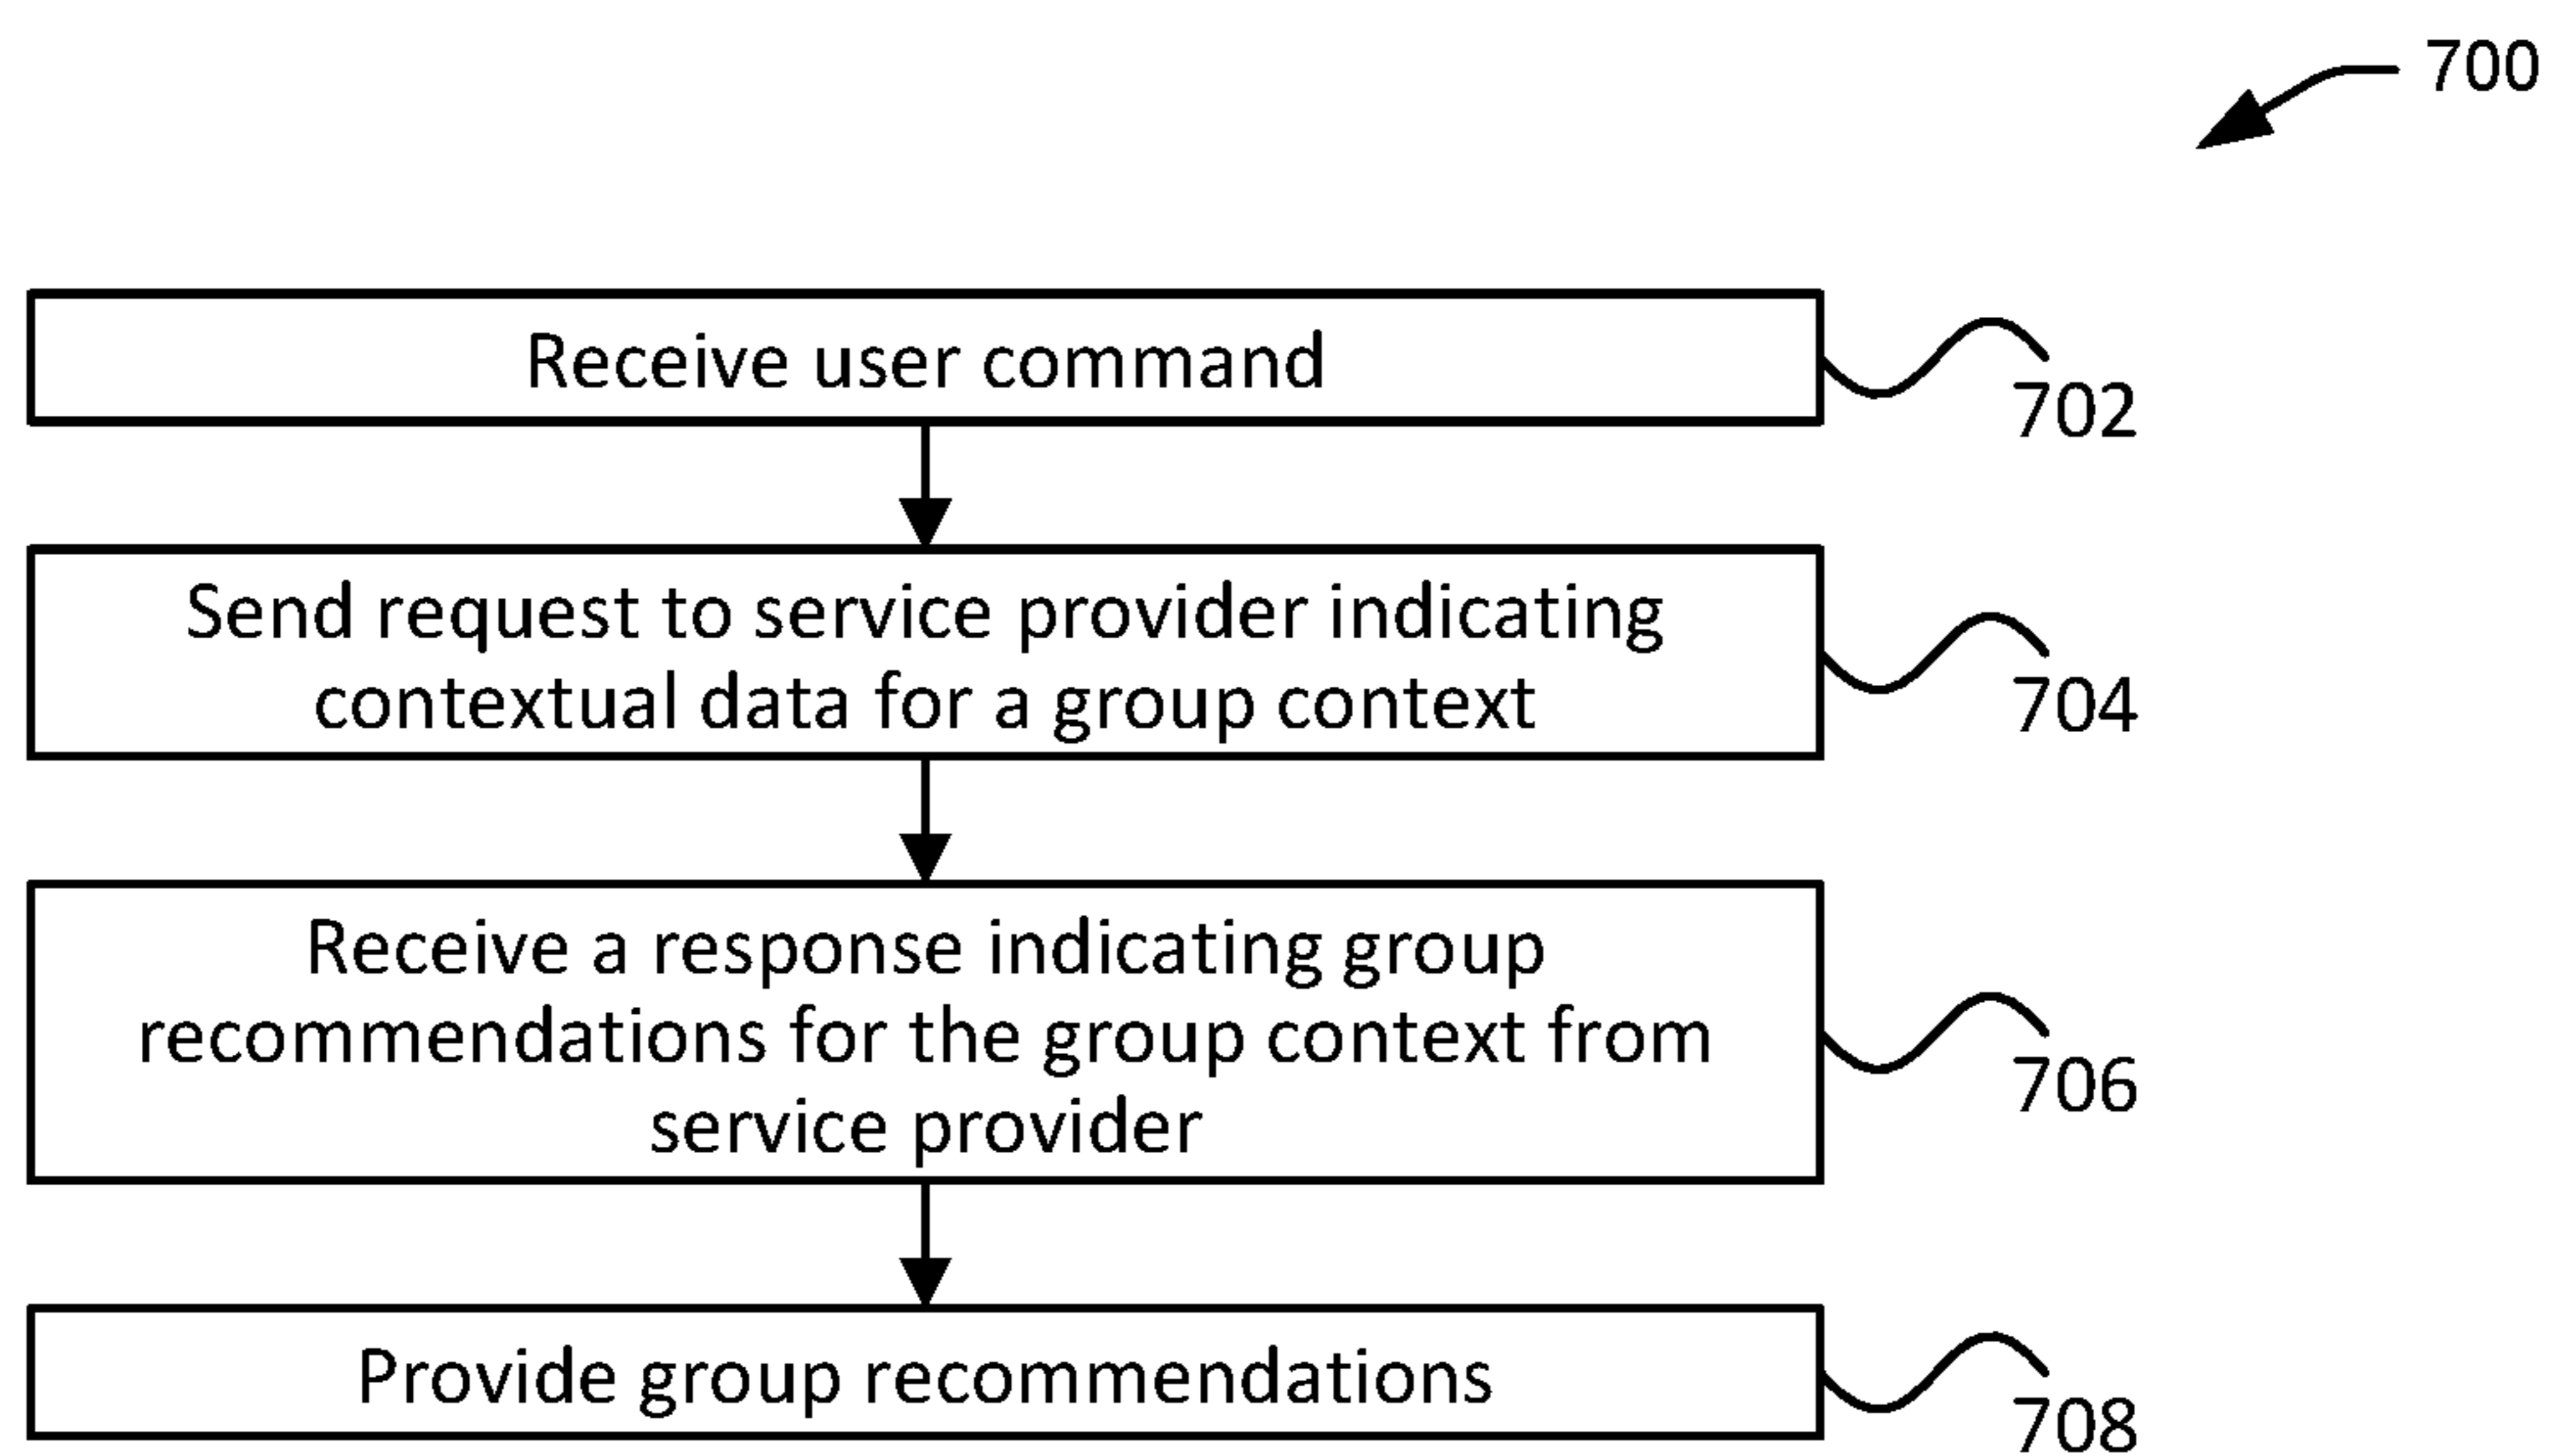 700
Receive user command
702
Send request to service provider indicating
contextual data for a group context
704
Receive a response indicating group
recommendations for the group context from
service provider
706
Provide group recommendations
708